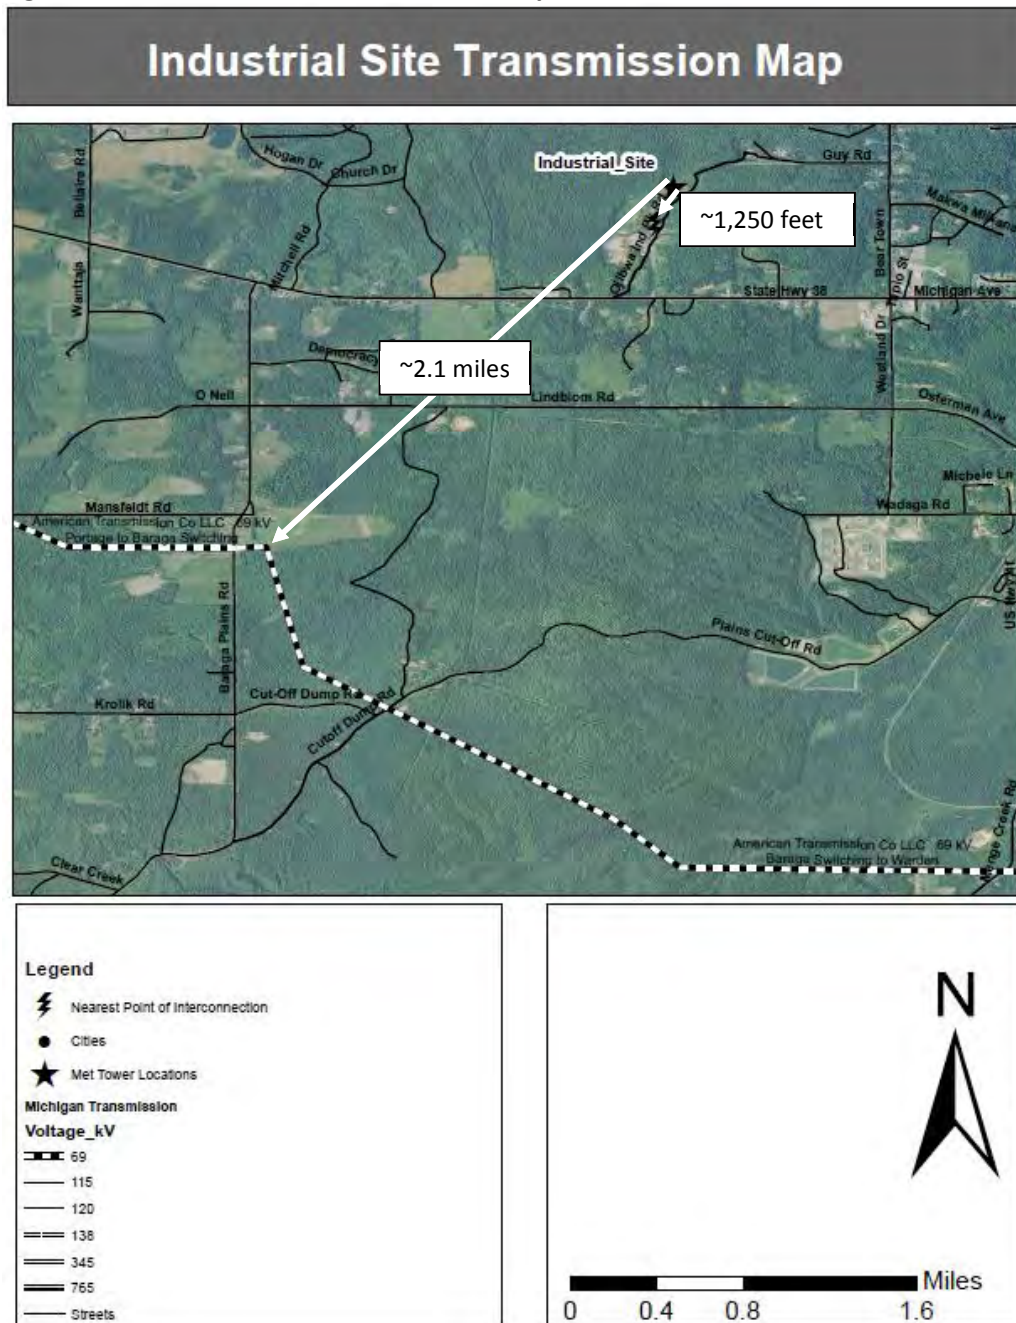 Industrial Site Transmission Map
Hogan Dr
Church Dr
Bellaire Rd
Mitchell Rd
Wanttaja
Industrial_Site
Guy Rd
~1,250 feet
Bear Town
State Hwy 38
Michigan Ave
Westland Dr
~2.1 miles
Democracy
O Neil
Lindblom Rd
Osterman Ave
Michele Ln
Wadaga Rd
Mansfeldt Rd
American Transmission Co LLC 69 kV
Portage to Baraga Switching
US Hwy 41
Baraga Plains Rd
Plains Cut-Off Rd
Cut-Off Dump Rd
Krolik Rd
Cutoff Dump Rd
American Transmission Co LLC 69 kV
Baraga Switching to Warden
Clear Creek
Legend
Nearest Point of Interconnection
Cities
Met Tower Locations
Michigan Transmission
Voltage_kV
69
115
120
138
345
765
Streets
N
Miles
0 0.4 0.8 1.6